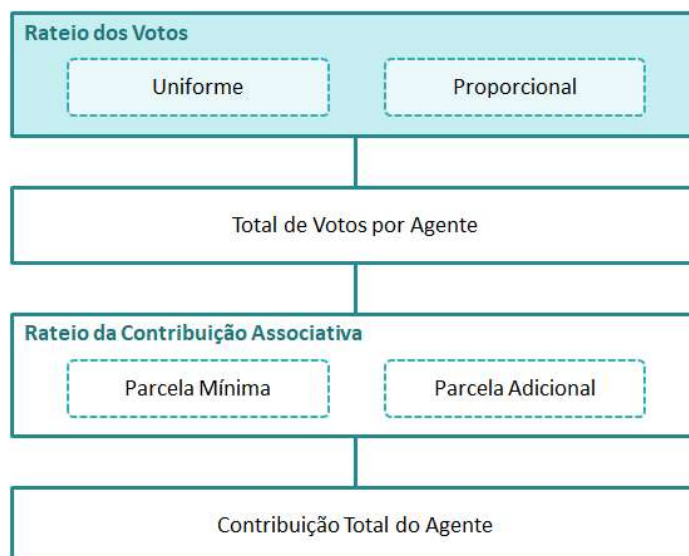 Rateio dos Votos
Uniforme
Proporcional
Total de Votos por Agente
Rateio da Contribuição Associativa
Parcela Mínima
Parcela Adicional
Contribuição Total do Agente